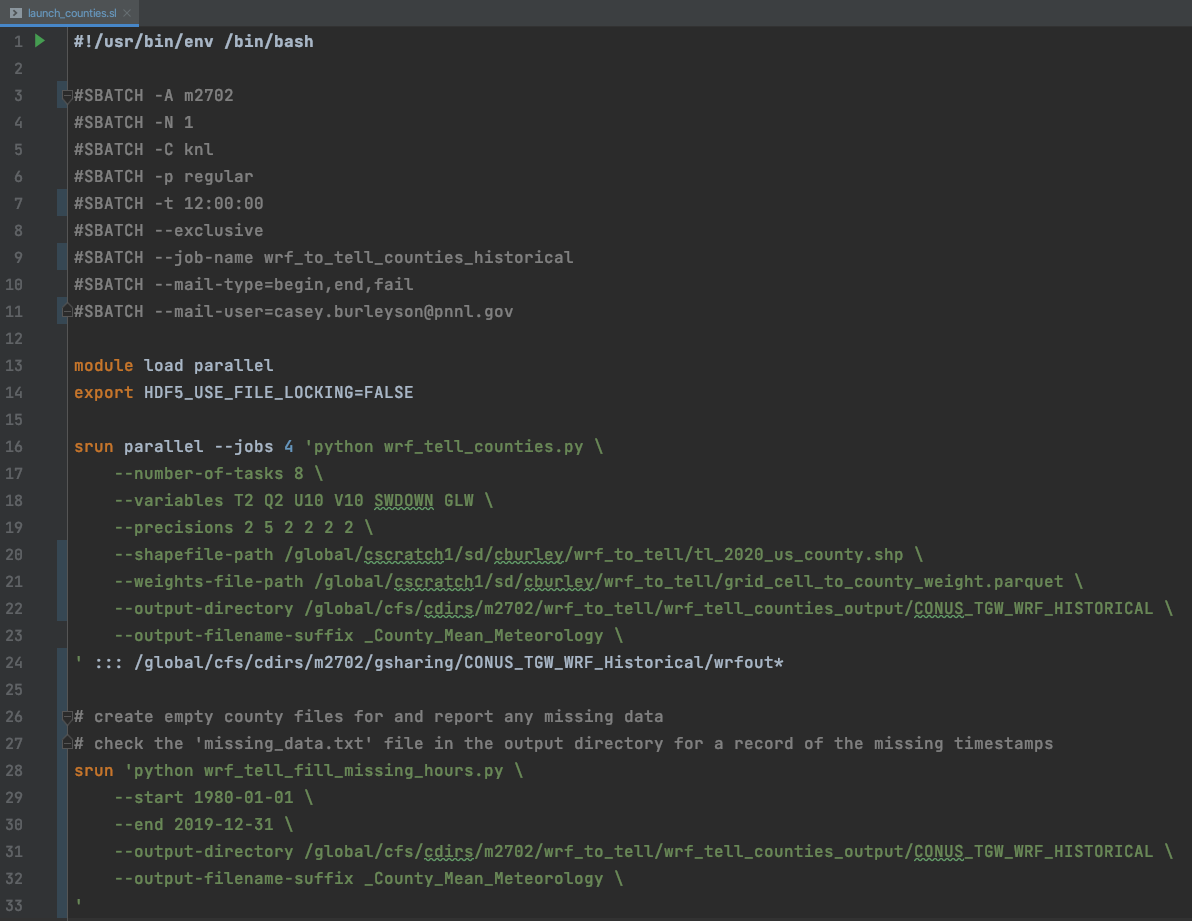 launch_counties.sl
1 #!/usr/bin/env /bin/bash
2
3 #SBATCH -A m2702
4 #SBATCH -N 1
5 #SBATCH -C knl
6 #SBATCH -p regular
7 #SBATCH -t 12:00:00
8 #SBATCH --exclusive
9 #SBATCH --job-name wrf_to_tell_counties_historical
10 #SBATCH --mail-type=begin,end,fail
11 #SBATCH --mail-user=casey.burleyson@pnnl.gov
12
13 module load parallel
14 export HDF5_USE_FILE_LOCKING=FALSE
15
16 srun parallel --jobs 4 'python wrf_tell_counties.py \
17     --number-of-tasks 8 \
18     --variables T2 Q2 U10 V10 SWDOWN GLW \
19     --precisions 2 5 2 2 2 2 \
20     --shapefile-path /global/cscratch1/sd/cburley/wrf_to_tell/tl_2020_us_county.shp \
21     --weights-file-path /global/cscratch1/sd/cburley/wrf_to_tell/grid_cell_to_county_weight.parquet \
22     --output-directory /global/cfs/cdirs/m2702/wrf_to_tell/wrf_tell_counties_output/CONUS_TGW_WRF_HISTORICAL \
23     --output-filename-suffix _County_Mean_Meteorology \
24 ' ::: /global/cfs/cdirs/m2702/gsharing/CONUS_TGW_WRF_Historical/wrfout*
25
26 # create empty county files for and report any missing data
27 # check the 'missing_data.txt' file in the output directory for a record of the missing timestamps
28 srun 'python wrf_tell_fill_missing_hours.py \
29     --start 1980-01-01 \
30     --end 2019-12-31 \
31     --output-directory /global/cfs/cdirs/m2702/wrf_to_tell/wrf_tell_counties_output/CONUS_TGW_WRF_HISTORICAL \
32     --output-filename-suffix _County_Mean_Meteorology \
33 '